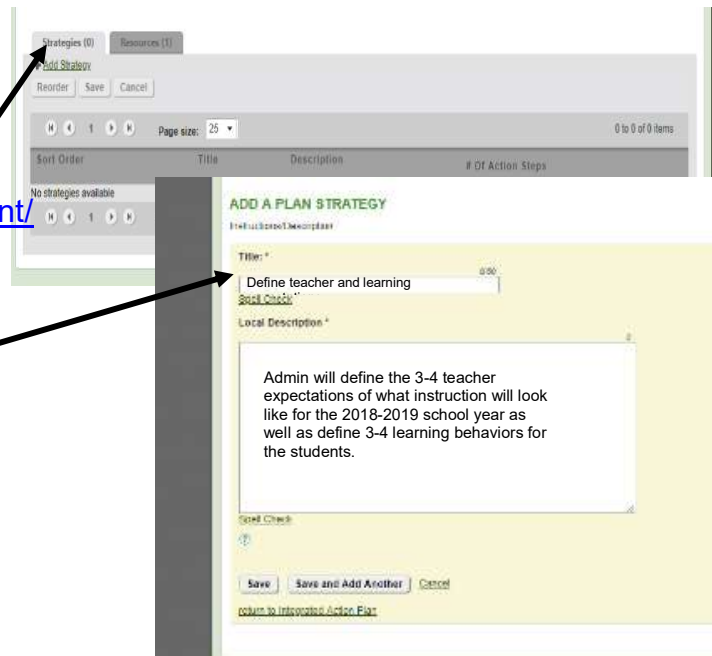 Strategies (0) Resources (1)
Add Strategy
Reorder Save Cancel
1 Page size: 25 0 to 0 of 0 items
Sort Order Title Description # Of Action Steps
No strategies available
nt/
1
ADD A PLAN STRATEGY
Instructions/Description
Title: *
0/50
Define teacher and learning
Spell Check
Local Description *
Admin will define the 3-4 teacher
expectations of what instruction will look
like for the 2018-2019 school year as
well as define 3-4 learning behaviors for
the students.
Spell Check
Save Save and Add Another Cancel
return to Integrated Action Plan